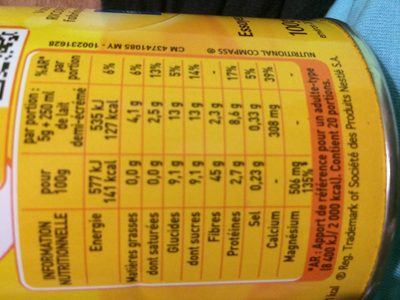 INFORMATION NUTRITIONNELLE | pour 100g | par portion : 5g + 250 ml de lait demi-écrémé | %AR* par portion
Energie | 577 kJ 141 kcal | 535 kJ 127 kcal | 6%
Matières grasses | 0,0 g | 4,1 g | 6%
dont saturées | 0,0 g | 2,5 g | 13%
Glucides | 9,1 g | 13 g | 5%
dont sucres | 9,1 g | 13 g | 14%
Fibres | 45 g | 2,3 g | -
Protéines | 2,7 g | 8,6 g | 17%
Sel | 0,23 g | 0,33 g | 5%
Calcium | - | 308 mg | 39%
Magnésium | 506 mg 135% | - | -
*AR : Apport de référence pour un adulte-type
(8 400 kJ/ 2 000 kcal). Contient 20 portions.
® Reg. Trademark of Société des Produits Nestlé S.A.
NUTRITIONAL COMPASS ®
CM 43741085 MY - 100231628